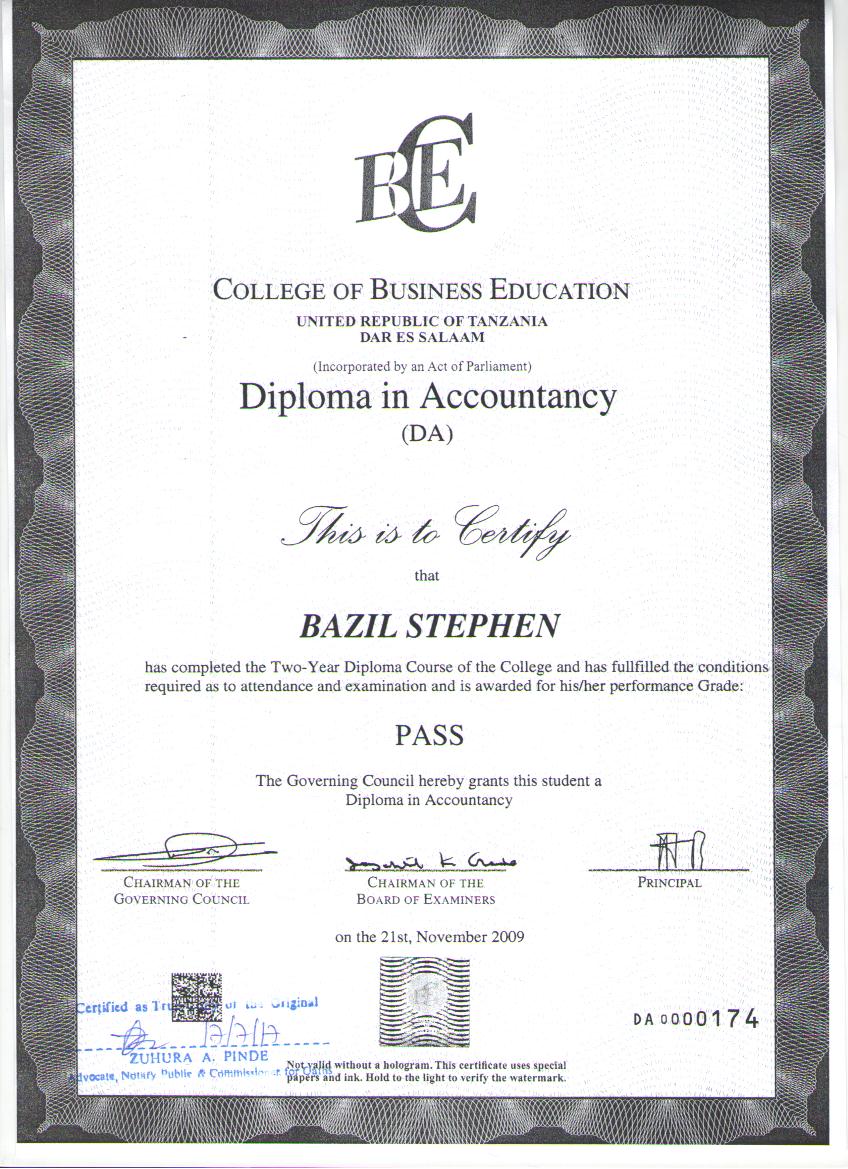 CBE
COLLEGE OF BUSINESS EDUCATION
UNITED REPUBLIC OF TANZANIA
DAR ES SALAAM
(Incorporated by an Act of Parliament)
Diploma in Accountancy
(DA)
This is to Certify
that
BAZIL STEPHEN
has completed the Two-Year Diploma Course of the College and has fullfilled the conditions
required as to attendance and examination and is awarded for his/her performance Grade:
PASS
The Governing Council hereby grants this student a
Diploma in Accountancy
CHAIRMAN OF THE
GOVERNING COUNCIL
CHAIRMAN OF THE
BOARD OF EXAMINERS
PRINCIPAL
on the 21st, November 2009
Certified as of Original
DA 0000174
ZUHURA A. PINDE
Advocate, Notary Public & Commissioner for Oaths
Not valid without a hologram. This certificate uses special
papers and ink. Hold to the light to verify the watermark.